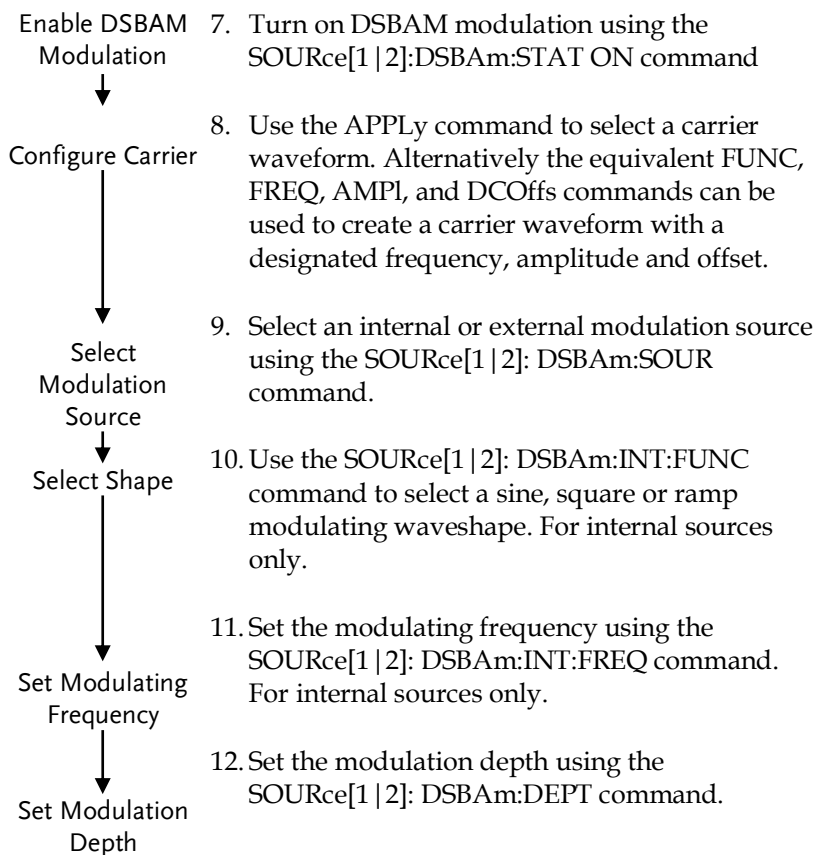 Enable DSBAM
Modulation
7. Turn on DSBAM modulation using the
SOURce[1|2]:DSBAm:STAT ON command
Configure Carrier
8. Use the APPLy command to select a carrier
waveform. Alternatively the equivalent FUNC,
FREQ, AMPl, and DCOffs commands can be
used to create a carrier waveform with a
designated frequency, amplitude and offset.
Select
Modulation
Source
9. Select an internal or external modulation source
using the SOURce[1|2]: DSBAm:SOUR
command.
Select Shape
10. Use the SOURce[1|2]: DSBAm:INT:FUNC
command to select a sine, square or ramp
modulating waveshape. For internal sources
only.
Set Modulating
Frequency
11. Set the modulating frequency using the
SOURce[1|2]: DSBAm:INT:FREQ command.
For internal sources only.
Set Modulation
Depth
12. Set the modulation depth using the
SOURce[1|2]: DSBAm:DEPT command.